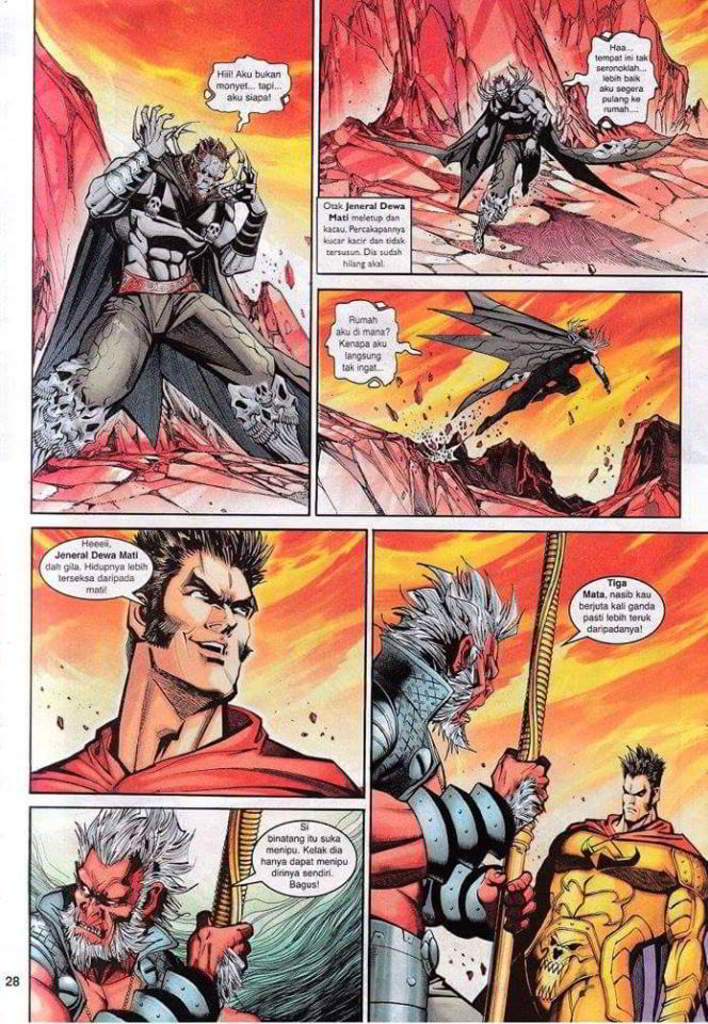 Hiii! Aku bukan
monyet... tapi...
aku siapa!
Haa...
tempat ini tak
seronoklah...
lebih baik
aku segera
pulang ke
rumah....
Otak Jeneral Dewa
Mati meletup dan
kacau. Percakapannya
kucar kacir dan tidak
tersusun. Dia sudah
hilang akal.
Rumah
aku di mana?
Kenapa aku
langsung
tak ingat...
Heeeii,
Jeneral Dewa Mati
dah gila. Hidupnya lebih
terseksa daripada
mati!
Si
binatang itu suka
menipu. Kelak dia
hanya dapat menipu
dirinya sendiri.
Bagus!
Tiga
Mata, nasib kau
berjuta kali ganda
pasti lebih teruk
daripadanya!
28